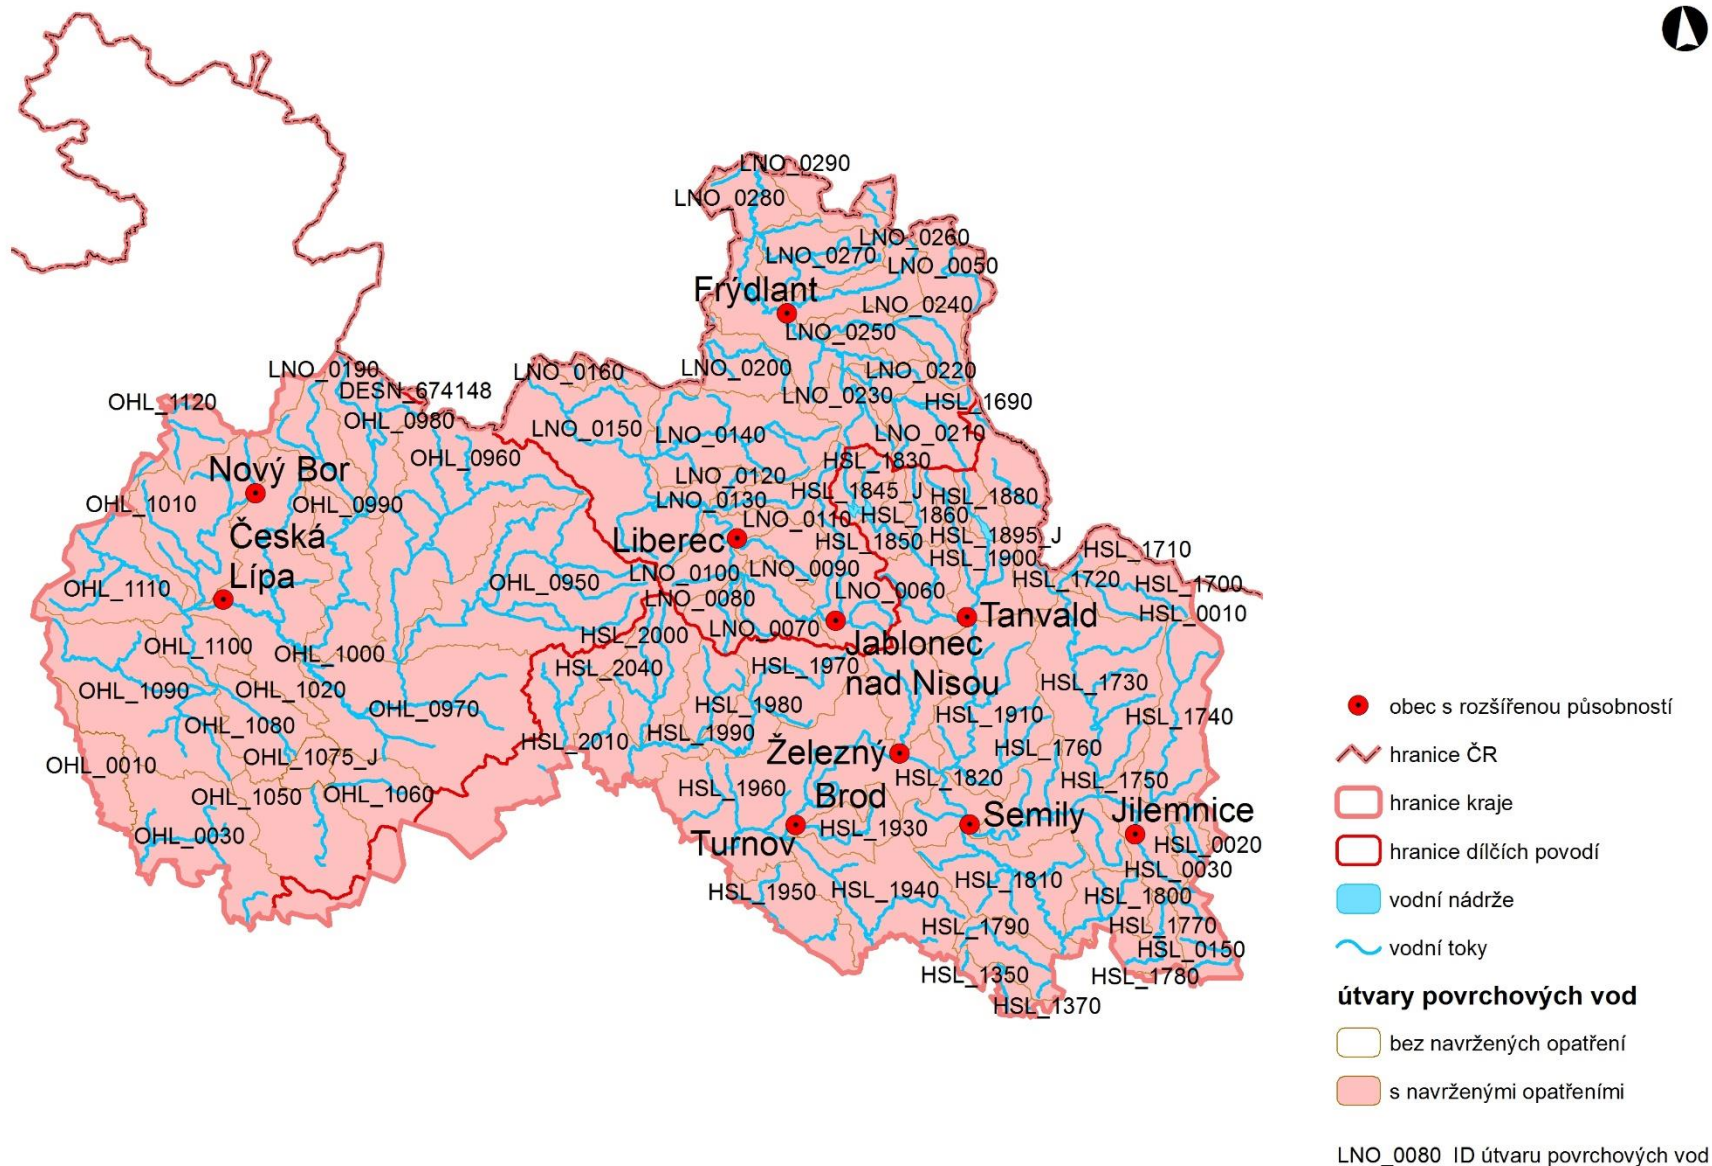 LNO_0290
LNO_0280
LNO_0260
LNO_0270
LNO_0050
Frýdlant
LNO_0240
LNO_0250
LNO_0190
LNO_0160
LNO_0200
LNO_0220
DESN_674148
LNO_0230
OHL_1120
HSL_1690
OHL_0980
LNO_0150
LNO_0140
LNO_0210
OHL_0960
HSL_1830
Nový Bor
LNO_0120
HSL_1845_J
HSL_1880
OHL_1010
OHL_0990
LNO_0130
LNO_0110
HSL_1860
Česká
Lípa
Liberec
HSL_1850
HSL_1895_J
HSL_1900
HSL_1710
OHL_1110
OHL_0950
LNO_0100
LNO_0090
HSL_1720
HSL_1700
LNO_0080
LNO_0060
HSL_0010
Tanvald
LNO_0070
HSL_2000
Jablonec
nad Nisou
OHL_1100
OHL_1000
HSL_2040
HSL_1970
OHL_1090
OHL_1020
HSL_1730
OHL_0970
HSL_1980
HSL_1910
HSL_1740
OHL_1080
HSL_1990
HSL_2010
Železný
Brod
HSL_1760
OHL_0010
OHL_1075_J
HSL_1820
HSL_1750
OHL_1050
OHL_1060
HSL_1960
Semily
Jilemnice
OHL_0030
Turnov
HSL_1930
HSL_0020
HSL_0030
HSL_1950
HSL_1940
HSL_1810
HSL_1800
HSL_1790
HSL_1770
HSL_0150
HSL_1350
HSL_1780
HSL_1370
obec s rozšířenou působností
hranice ČR
hranice kraje
hranice dílčích povodí
vodní nádrže
vodní toky
útvary povrchových vod
bez navržených opatření
s navrženými opatřeními
LNO_0080 ID útvaru povrchových vod